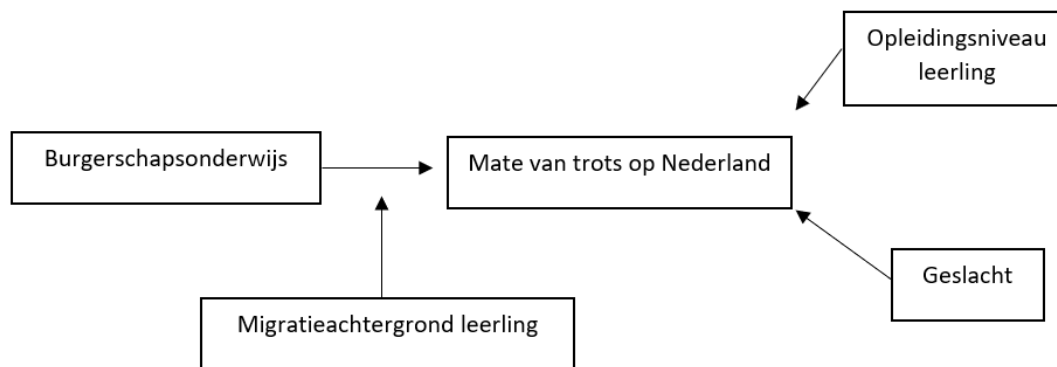 Opleidingsniveau
leerling
Burgerschapsonderwijs
Mate van trots op Nederland
Geslacht
Migratieachtergrond leerling